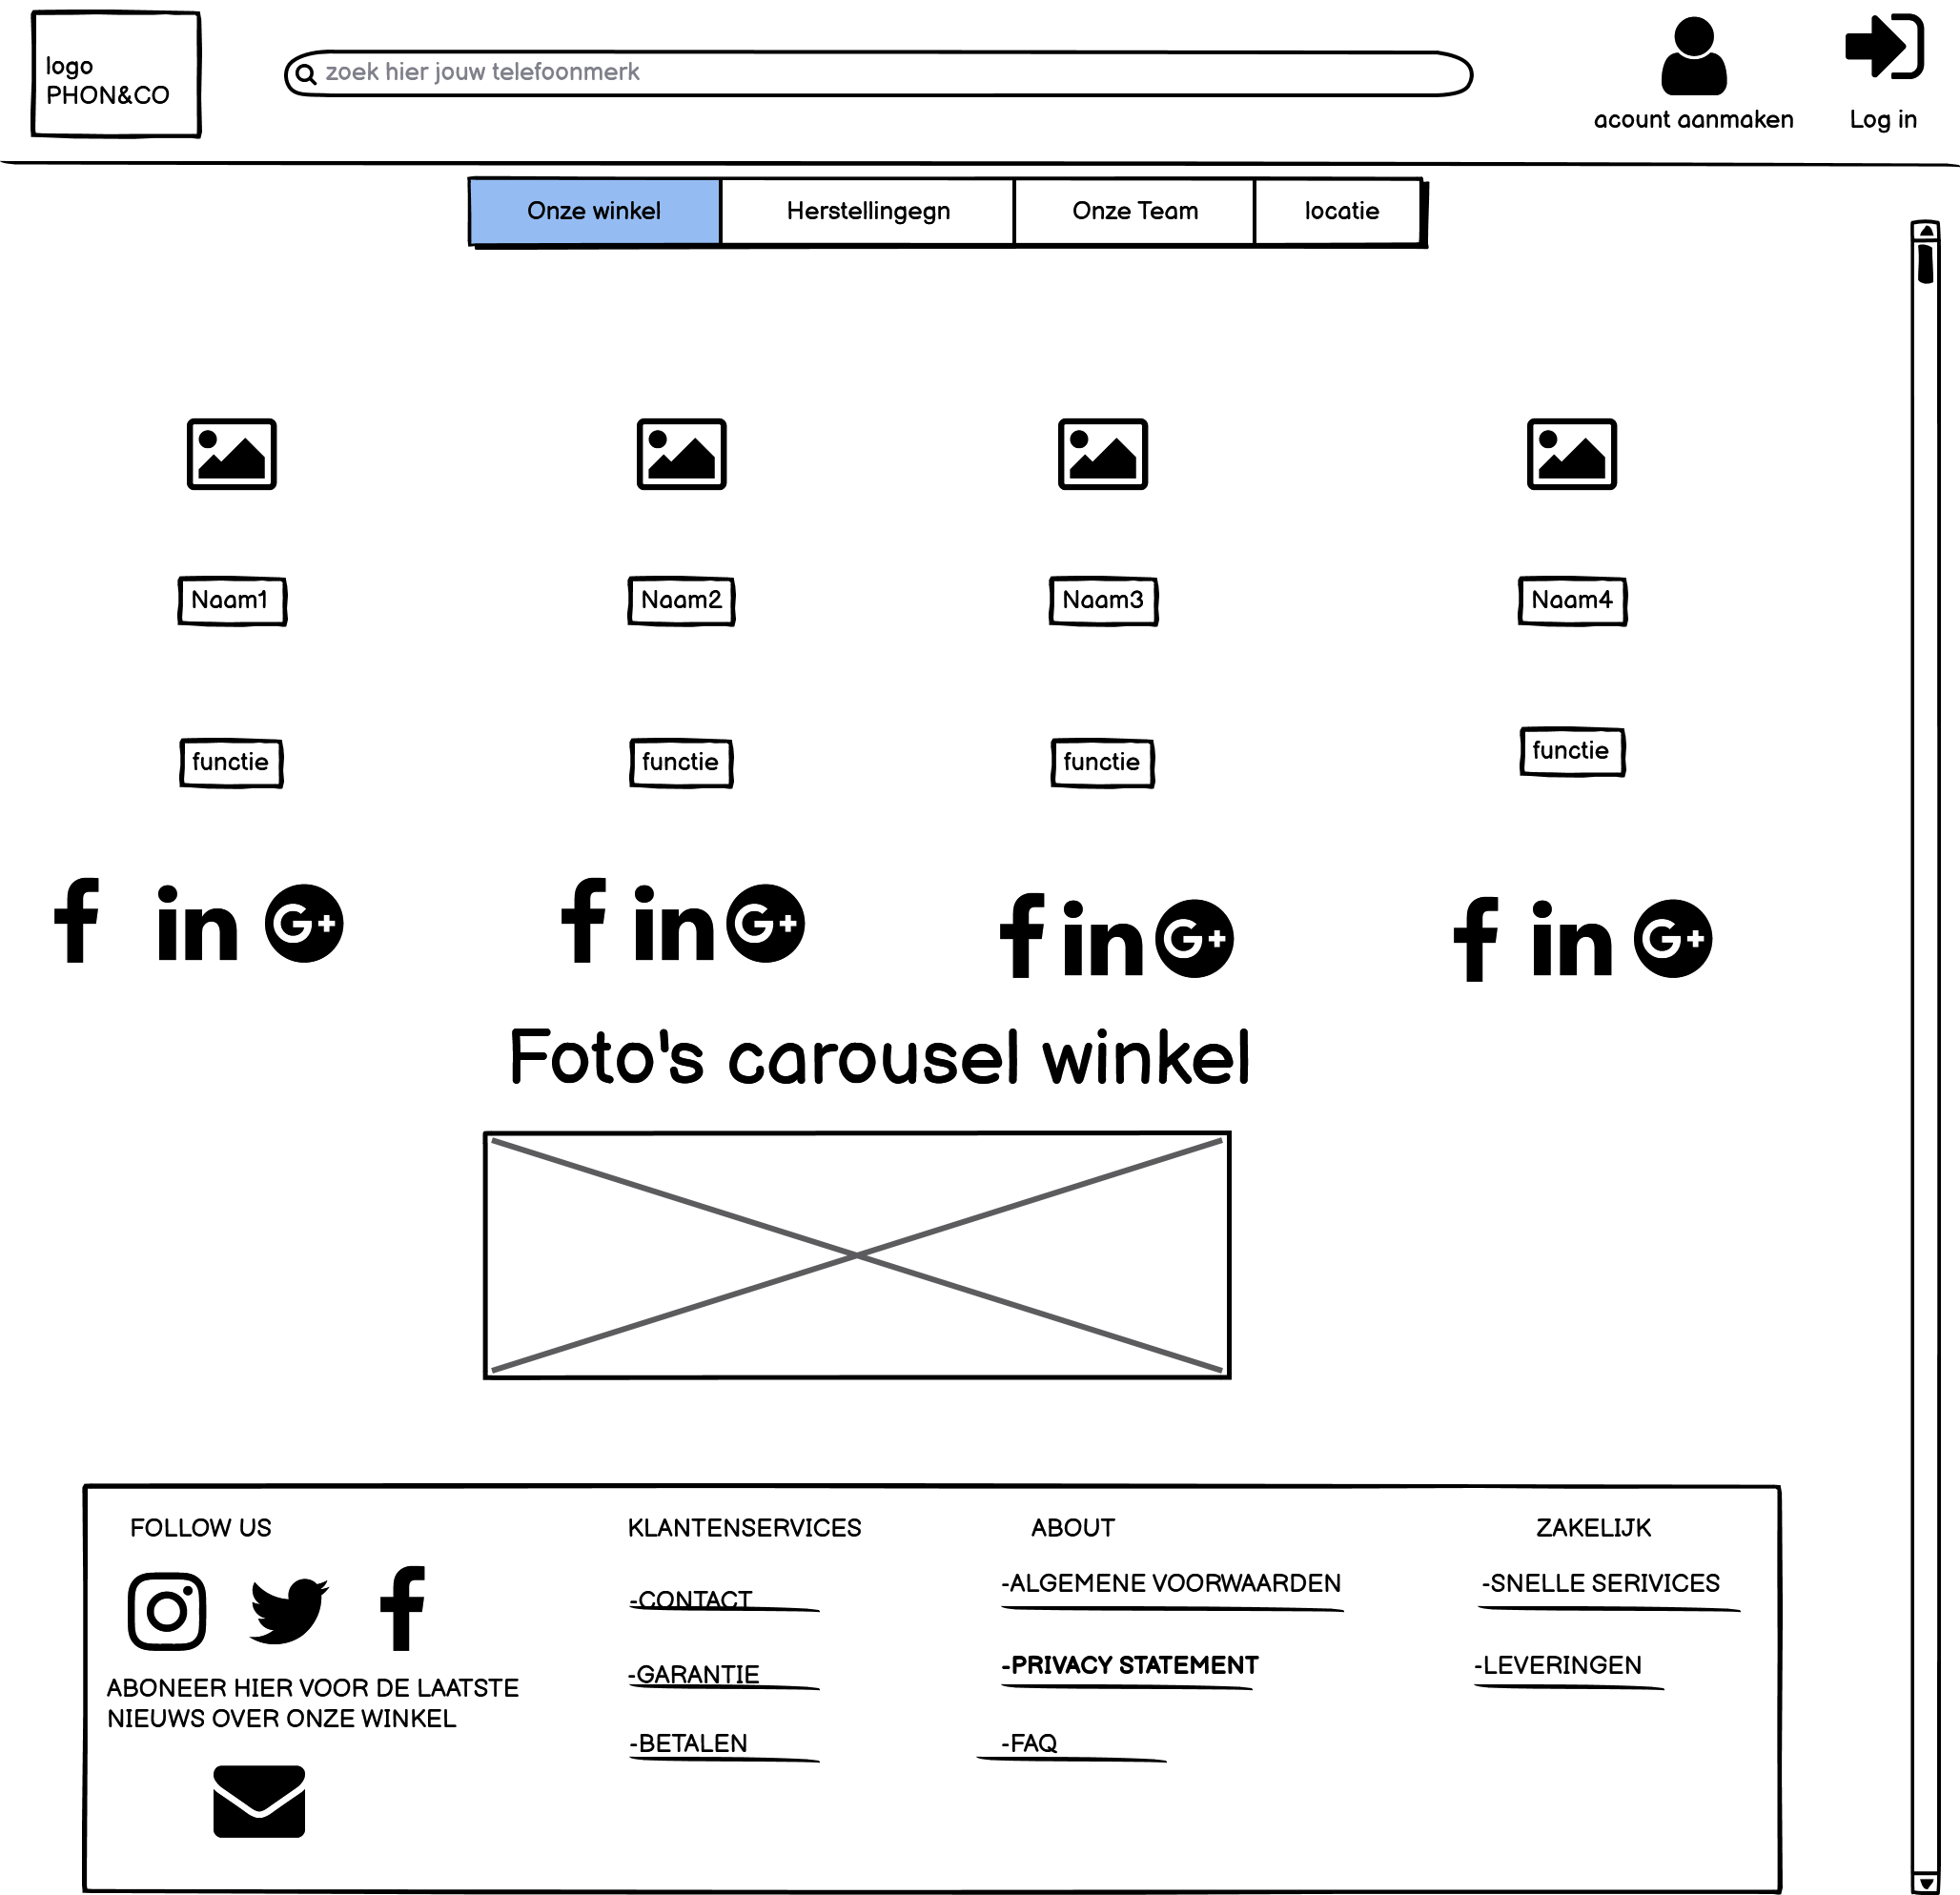 logo
PHON&CO
zoek hier jouw telefoonmerk
acount aanmaken
Log in
Onze winkel
Herstellingegn
Onze Team
locatie
Naam1
Naam2
Naam3
Naam4
functie
functie
functie
functie
f in G+
f in G+
f in G+
f in G+
Foto's carousel winkel
FOLLOW US
f
ABONEER HIER VOOR DE LAATSTE
NIEUWS OVER ONZE WINKEL
KLANTENSERVICES
-CONTACT
-GARANTIE
-BETALEN
ABOUT
-ALGEMENE VOORWAARDEN
-PRIVACY STATEMENT
-FAQ
ZAKELIJK
-SNELLE SERIVICES
-LEVERINGEN